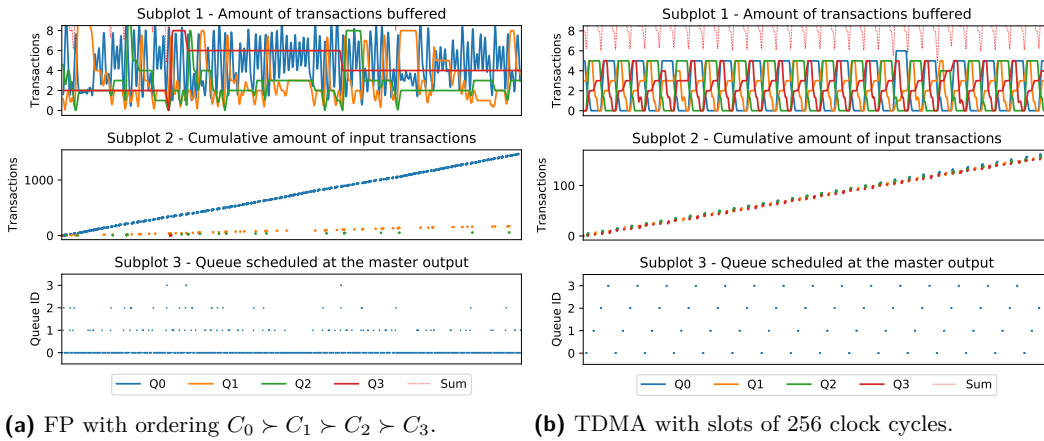 Subplot 1 - Amount of transactions buffered
8
6
4
2
0
Transactions
Subplot 2 - Cumulative amount of input transactions
1000
0
Transactions
Subplot 3 - Queue scheduled at the master output
3
2
1
0
Queue ID
Q0 Q1 Q2 Q3 Sum
(a) FP with ordering C₀ ≻ C₁ ≻ C₂ ≻ C₃.
Subplot 1 - Amount of transactions buffered
8
6
4
2
0
Transactions
Subplot 2 - Cumulative amount of input transactions
100
0
Transactions
Subplot 3 - Queue scheduled at the master output
3
2
1
0
Queue ID
Q0 Q1 Q2 Q3 Sum
(b) TDMA with slots of 256 clock cycles.